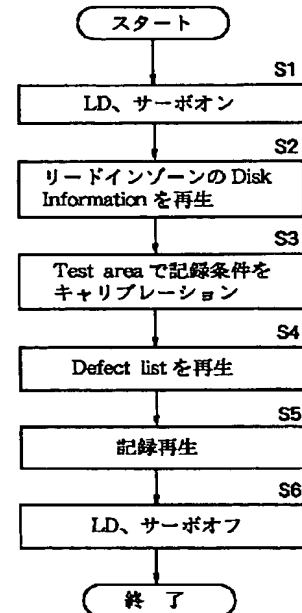 スタート
S1
LD、サーボオン
S2
リードインゾーンの Disk
Information を再生
S3
Test area で記録条件を
キャリブレーション
S4
Defect list を再生
S5
記録再生
S6
LD、サーボオフ
終 了